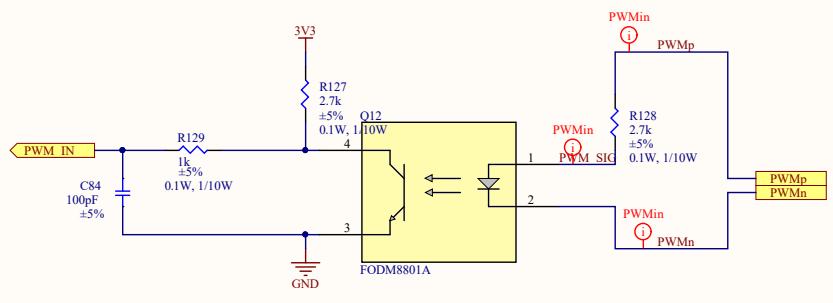 PWMin
i
PWMp
3V3
R127
2.7k
±5%
0.1W, 1/10W
Q12
R128
2.7k
±5%
0.1W, 1/10W
PWM_IN
R129
1k
±5%
0.1W, 1/10W
4
PWMin
i
1
PWM_SIG
C84
100pF
±5%
2
PWMp
PWMn
3
PWMin
i
PWMn
GND
FODM8801A